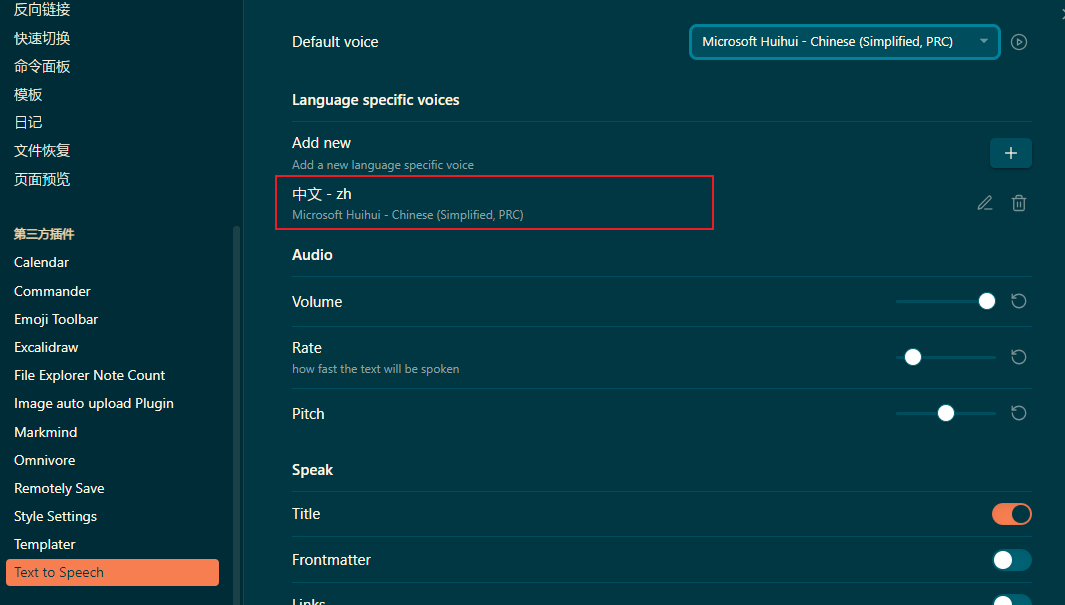 反向链接
快速切换
命令面板
模板
日记
文件恢复
页面预览
第三方插件
Calendar
Commander
Emoji Toolbar
Excalidraw
File Explorer Note Count
Image auto upload Plugin
Markmind
Omnivore
Remotely Save
Style Settings
Templater
Text to Speech
Default voice
Microsoft Huihui - Chinese (Simplified, PRC)
Language specific voices
Add new
Add a new language specific voice
中文 - zh
Microsoft Huihui - Chinese (Simplified, PRC)
Audio
Volume
Rate
how fast the text will be spoken
Pitch
Speak
Title
Frontmatter
Links